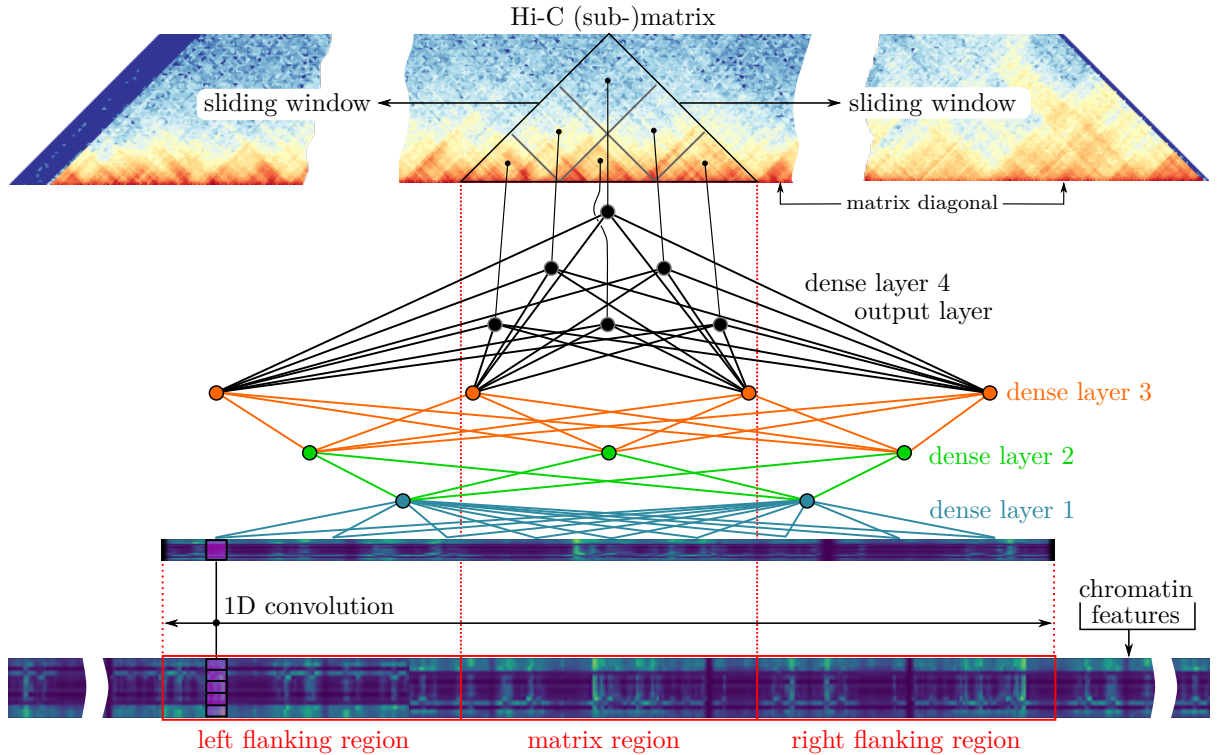 Hi-C (sub-)matrix
sliding window
sliding window
matrix diagonal
dense layer 4
output layer
dense layer 3
dense layer 2
dense layer 1
1D convolution
chromatin
features
left flanking region
matrix region
right flanking region